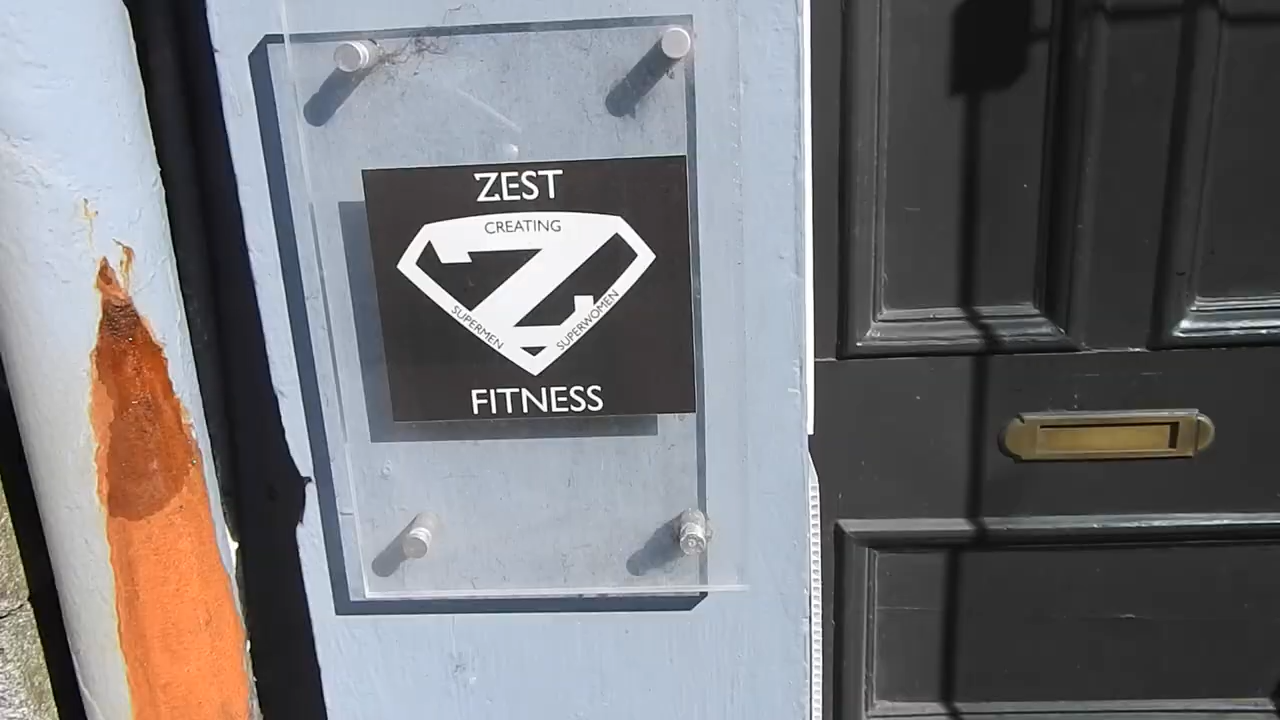 ZEST
CREATING
Z
SUPERMEN
SUPERWOMEN
FITNESS